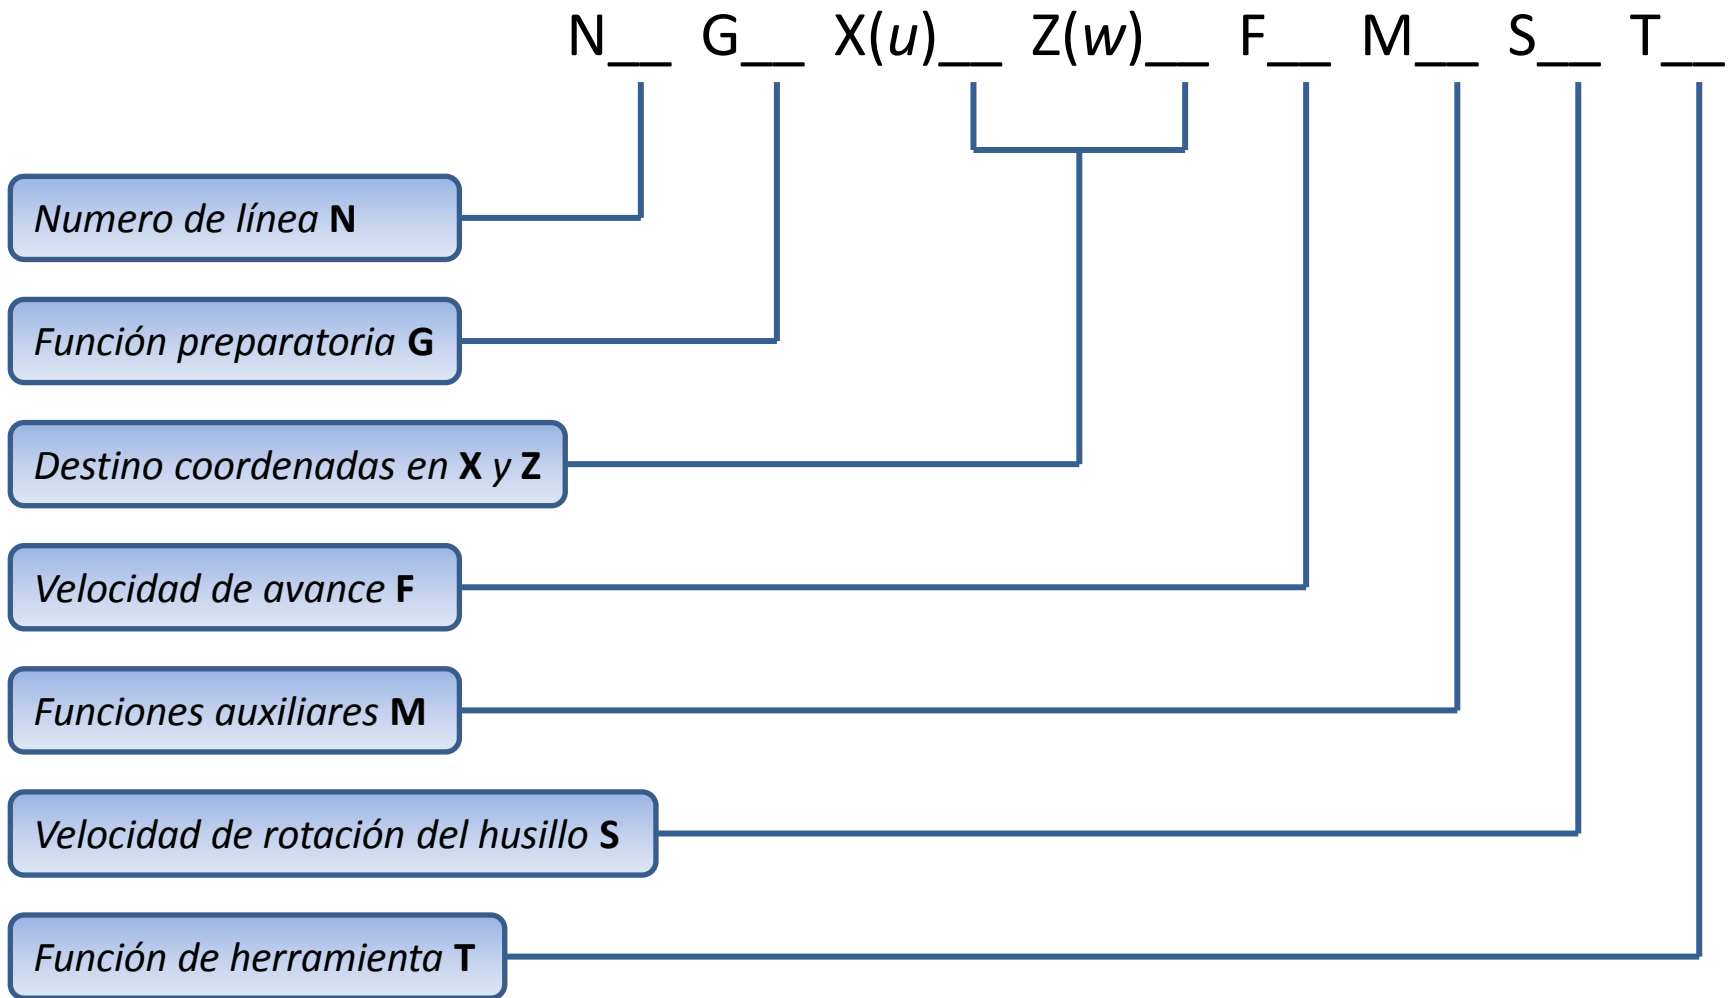 N__ G__ X(u)__ Z(w)__ F__ M__ S__ T__
Numero de línea N
Función preparatoria G
Destino coordenadas en X y Z
Velocidad de avance F
Funciones auxiliares M
Velocidad de rotación del husillo S
Función de herramienta T